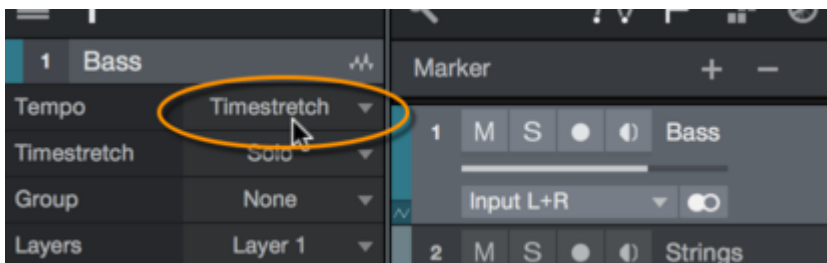 1 Bass
Marker + −
Tempo Timestretch
Timestretch Solo
Group None
Layers Layer 1
1 M S Bass
Input L+R
2 M S Strings